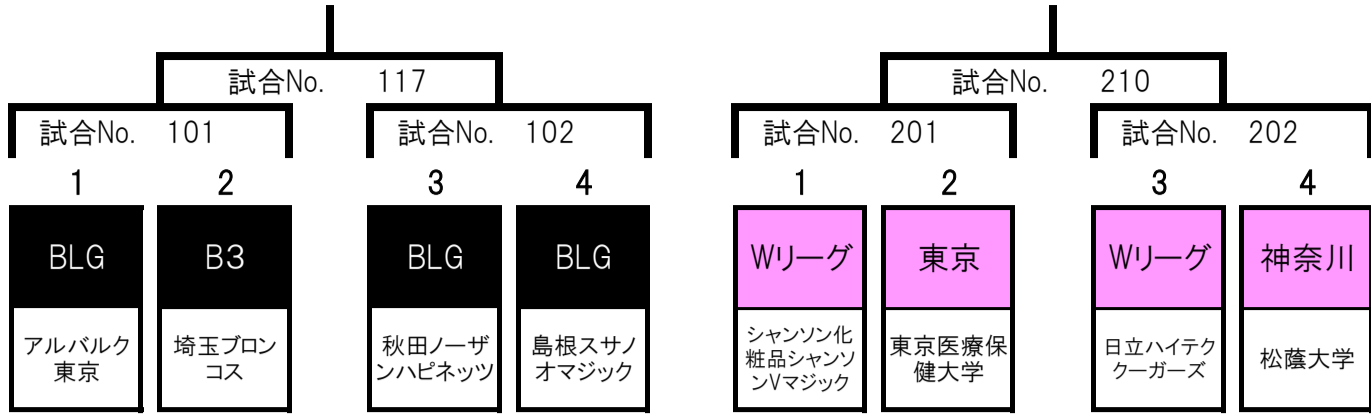 試合No. 117
試合No. 101
試合No. 102
1
2
3
4
BLG
B3
BLG
BLG
アルバルク
東京
埼玉ブロン
コス
秋田ノーザ
ンハピネッツ
島根スサノ
オマジック
試合No. 210
試合No. 201
試合No. 202
1
2
3
4
Wリーグ
東京
Wリーグ
神奈川
シャンソン化
粧品シャンソ
ンVマジック
東京医療保
健大学
日立ハイテク
クーガーズ
松蔭大学